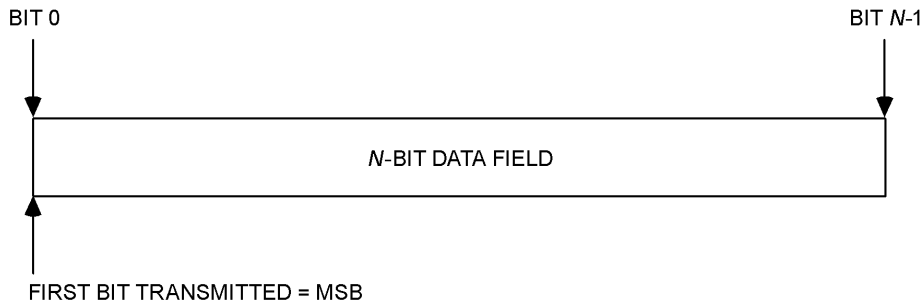 BIT 0
BIT N-1
N-BIT DATA FIELD
FIRST BIT TRANSMITTED = MSB